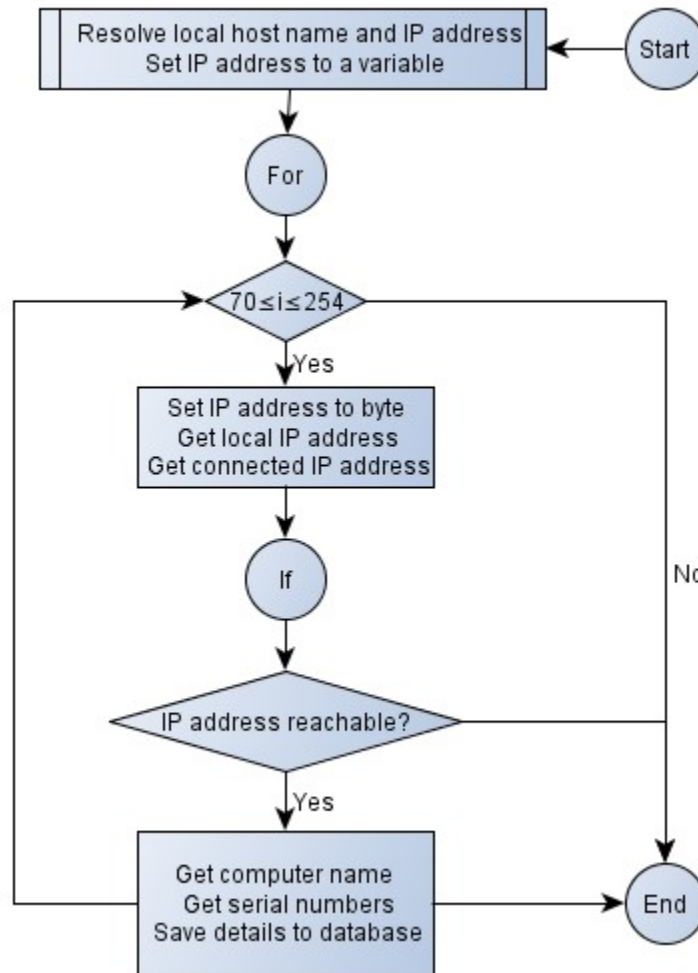 Start
Resolve local host name and IP address
Set IP address to a variable
For
70≤i≤254
Yes
Set IP address to byte
Get local IP address
Get connected IP address
If
No
IP address reachable?
Yes
Get computer name
Get serial numbers
Save details to database
End